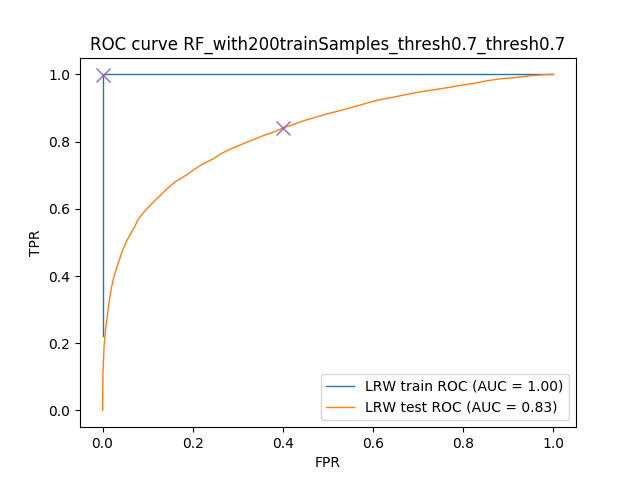 ROC curve RF_with200trainSamples_thresh0.7_thresh0.7
1.0
0.8
0.6
0.4
0.2
0.0
TPR
LRW train ROC (AUC = 1.00)
LRW test ROC (AUC = 0.83)
0.0 0.2 0.4 0.6 0.8 1.0
FPR